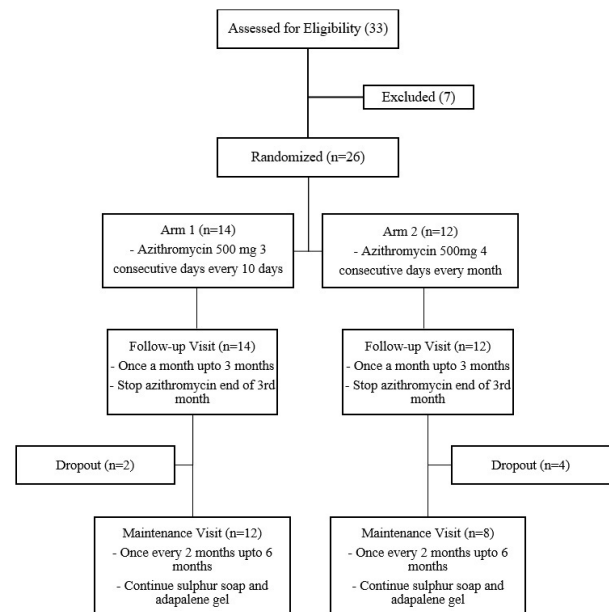 Assessed for Eligibility (33)
Excluded (7)
Randomized (n=26)
Arm 1 (n=14)
- Azithromycin 500 mg 3
consecutive days every 10 days
Arm 2 (n=12)
- Azithromycin 500mg 4
consecutive days every month
Follow-up Visit (n=14)
- Once a month upto 3 months
- Stop azithromycin end of 3rd
month
Follow-up Visit (n=12)
- Once a month upto 3 months
- Stop azithromycin end of 3rd
month
Dropout (n=2)
Dropout (n=4)
Maintenance Visit (n=12)
- Once every 2 months upto 6
months
- Continue sulphur soap and
adapalene gel
Maintenance Visit (n=8)
- Once every 2 months upto 6
months
- Continue sulphur soap and
adapalene gel